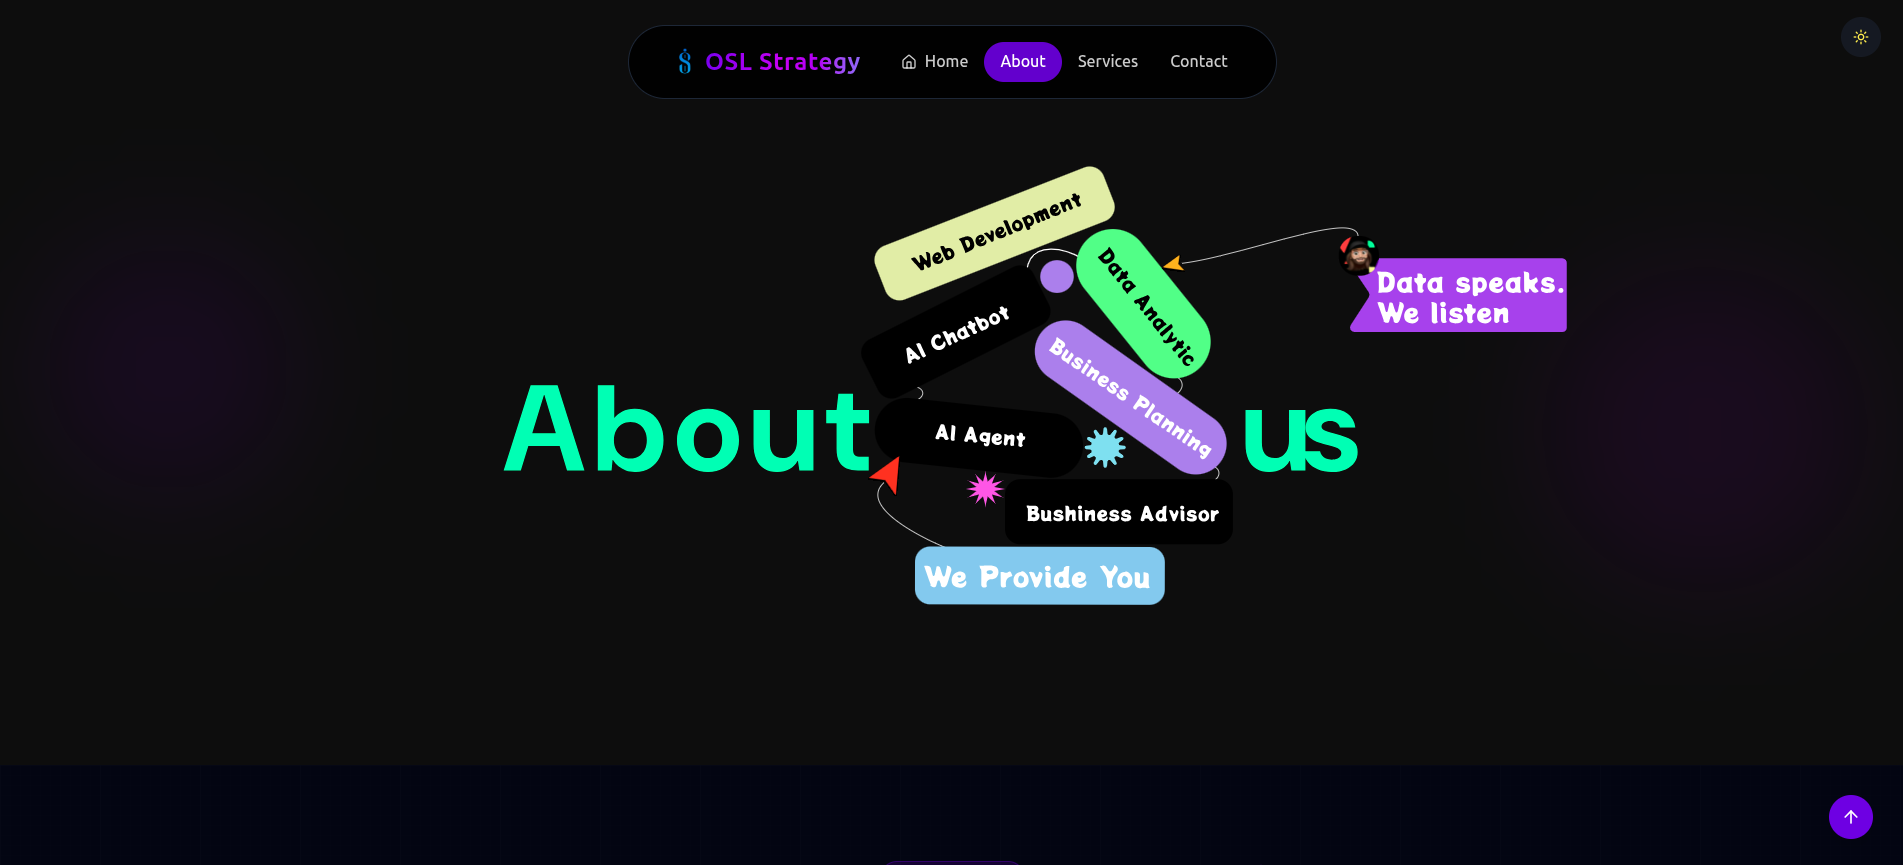 OSL Strategy
Home
About
Services
Contact
Web Development
Data Analytic
Data speaks.
We listen
AI Chatbot
Business Planning
About
us
AI Agent
Bushiness Advisor
We Provide You